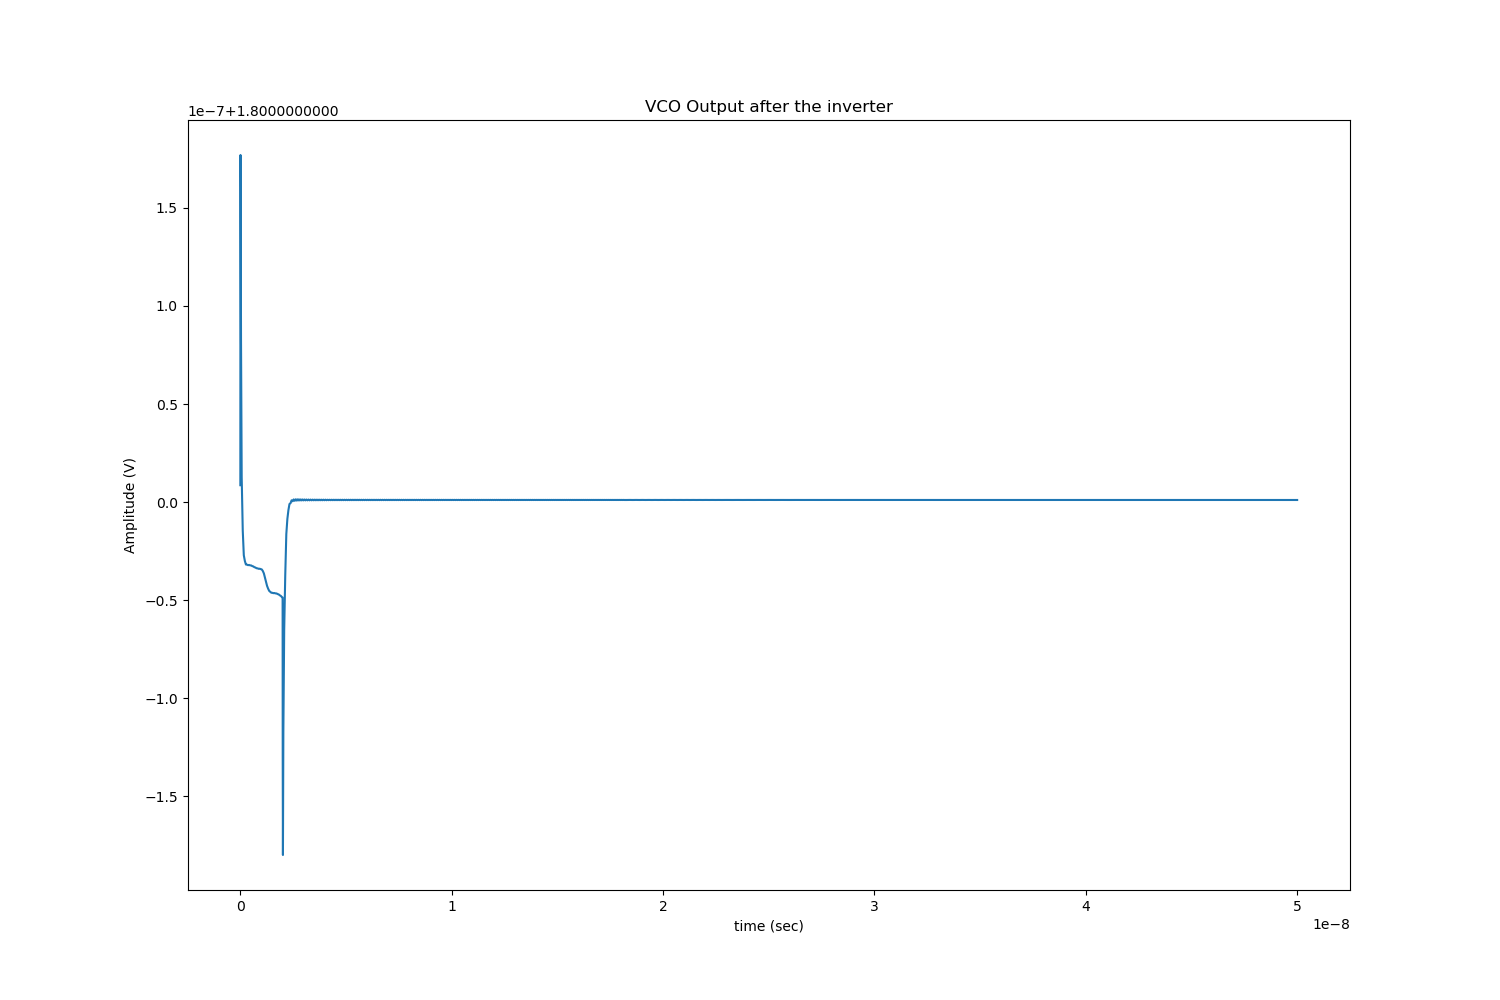 VCO Output after the inverter
1e−7+1.8000000000
1.5
1.0
0.5
0.0
−0.5
−1.0
−1.5
Amplitude (V)
0 1 2 3 4 5
1e−8
time (sec)